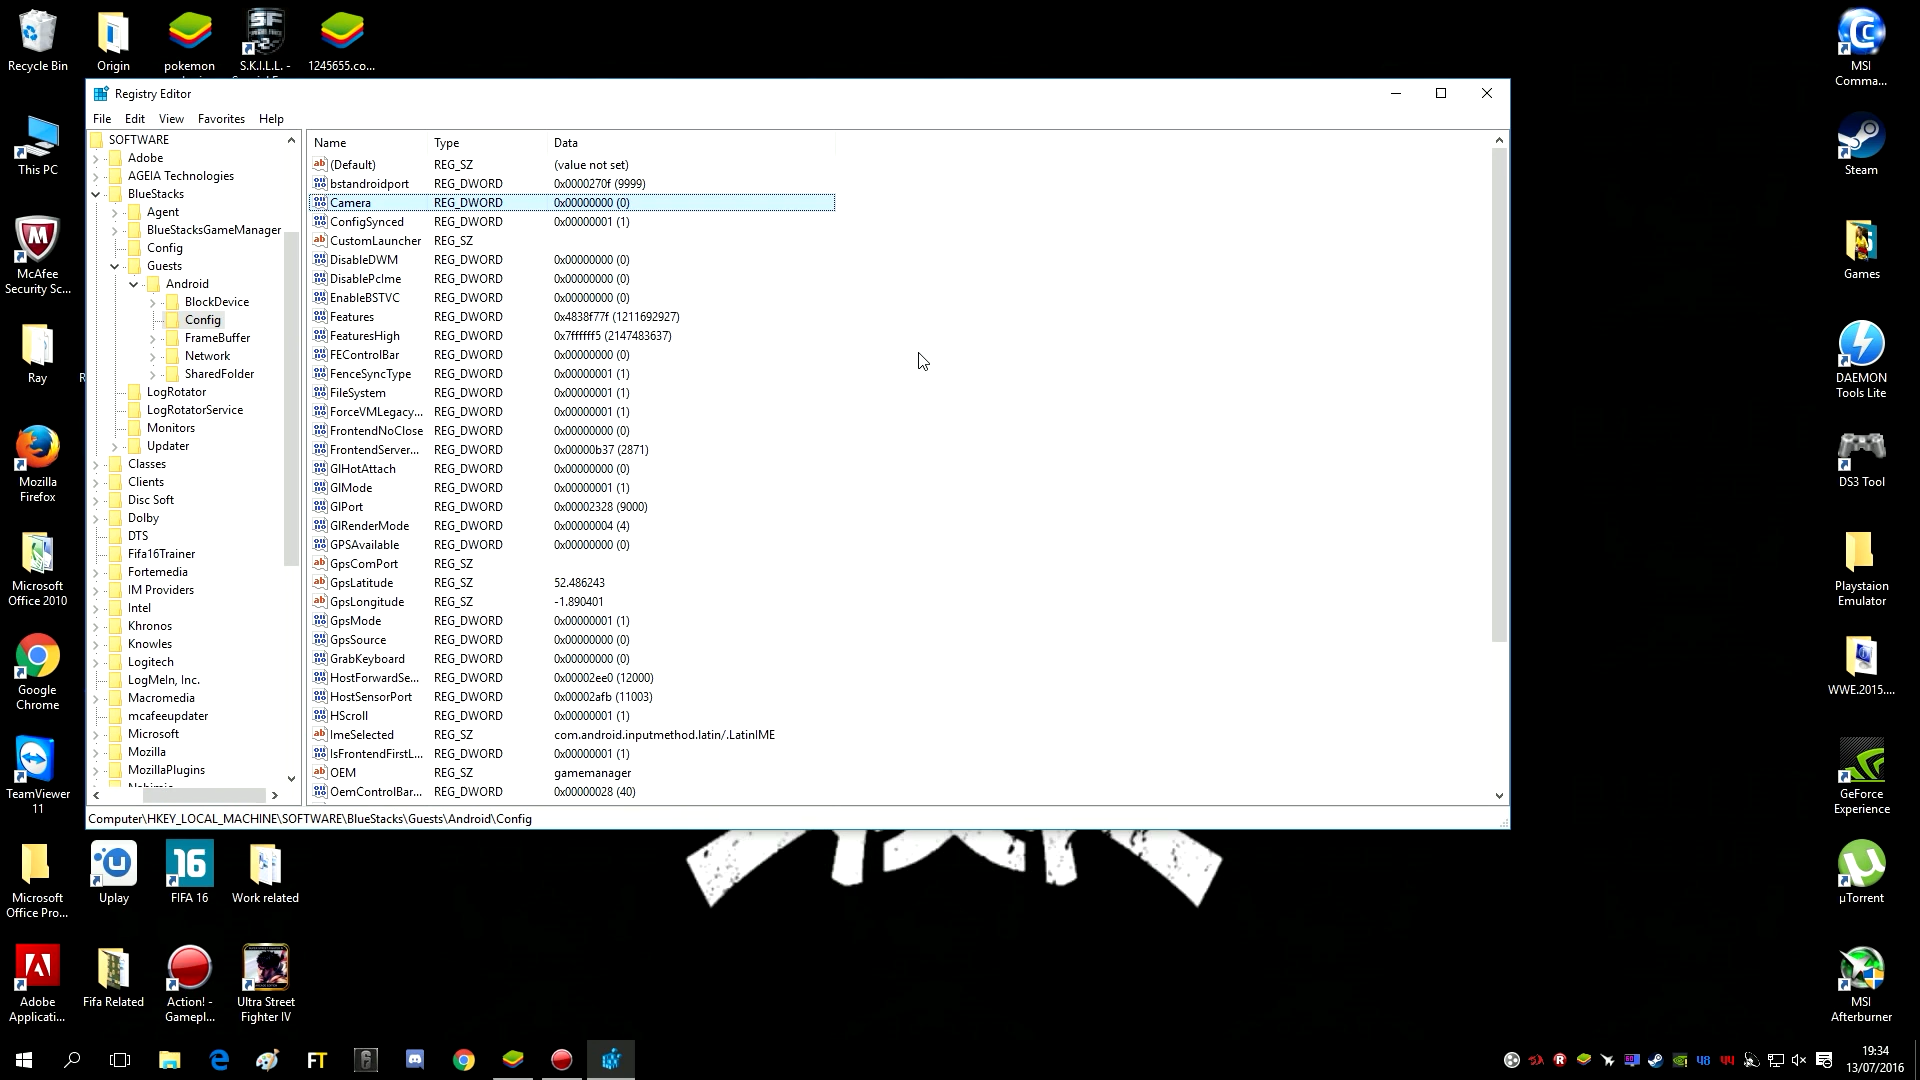 Recycle Bin
Origin
pokemon
S.K.I.L.L. -
1245655.co...
MSI
Comma...
Registry Editor
File Edit View Favorites Help
SOFTWARE
Adobe
AGEIA Technologies
BlueStacks
Agent
BlueStacksGameManager
Config
Guests
Android
BlockDevice
Config
FrameBuffer
Network
SharedFolder
LogRotator
LogRotatorService
Monitors
Updater
Classes
Clients
Disc Soft
Dolby
DTS
Fifa16Trainer
Fortemedia
IM Providers
Intel
Khronos
Knowles
Logitech
LogMeIn, Inc.
Macromedia
mcafeeupdater
Microsoft
Mozilla
MozillaPlugins
Name Type Data
(Default) REG_SZ (value not set)
bstandroidport REG_DWORD 0x0000270f (9999)
Camera REG_DWORD 0x00000000 (0)
ConfigSynced REG_DWORD 0x00000001 (1)
CustomLauncher REG_SZ
DisableDWM REG_DWORD 0x00000000 (0)
DisablePcIme REG_DWORD 0x00000000 (0)
EnableBSTVC REG_DWORD 0x00000000 (0)
Features REG_DWORD 0x4838f77f (1211692927)
FeaturesHigh REG_DWORD 0x7ffffff5 (2147483637)
FEControlBar REG_DWORD 0x00000000 (0)
FenceSyncType REG_DWORD 0x00000001 (1)
FileSystem REG_DWORD 0x00000001 (1)
ForceVMLegacy... REG_DWORD 0x00000001 (1)
FrontendNoClose REG_DWORD 0x00000000 (0)
FrontendServer... REG_DWORD 0x00000b37 (2871)
GlHotAttach REG_DWORD 0x00000000 (0)
GlMode REG_DWORD 0x00000001 (1)
GlPort REG_DWORD 0x00002328 (9000)
GlRenderMode REG_DWORD 0x00000004 (4)
GPSAvailable REG_DWORD 0x00000000 (0)
GpsComPort REG_SZ
GpsLatitude REG_SZ 52.486243
GpsLongitude REG_SZ -1.890401
GpsMode REG_DWORD 0x00000001 (1)
GpsSource REG_DWORD 0x00000000 (0)
GrabKeyboard REG_DWORD 0x00000000 (0)
HostForwardSe... REG_DWORD 0x00002ee0 (12000)
HostSensorPort REG_DWORD 0x00002afb (11003)
HScroll REG_DWORD 0x00000001 (1)
ImeSelected REG_SZ com.android.inputmethod.latin/.LatinIME
IsFrontendFirstL... REG_DWORD 0x00000001 (1)
OEM REG_SZ gamemanager
OemControlBar... REG_DWORD 0x00000028 (40)
Computer\HKEY_LOCAL_MACHINE\SOFTWARE\BlueStacks\Guests\Android\Config
This PC
McAfee
Security Sc...
Ray
Mozilla
Firefox
Microsoft
Office 2010
Google
Chrome
TeamViewer
11
Steam
Games
DAEMON
Tools Lite
DS3 Tool
Playstaion
Emulator
WWE.2015....
GeForce
Experience
Microsoft
Office Pro...
Uplay
16
FIFA 16
Work related
µTorrent
Adobe
Applicati...
Fifa Related
Action! -
Gamepl...
Ultra Street
Fighter IV
MSI
Afterburner
FT
48
44
19:34
13/07/2016